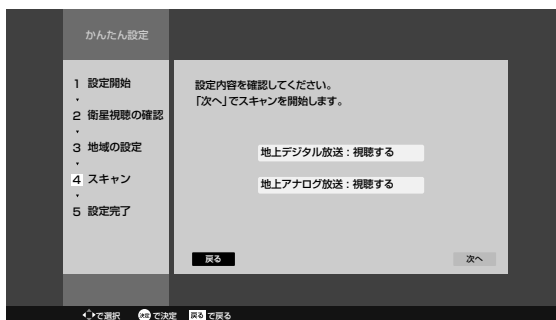 かんたん設定
1 設定開始
2 衛星視聴の確認
3 地域の設定
4 スキャン
5 設定完了
設定内容を確認してください。
「次へ」でスキャンを開始します。
地上デジタル放送：視聴する
地上アナログ放送：視聴する
戻る
次へ
で選択 決定 で決定 戻る で戻る